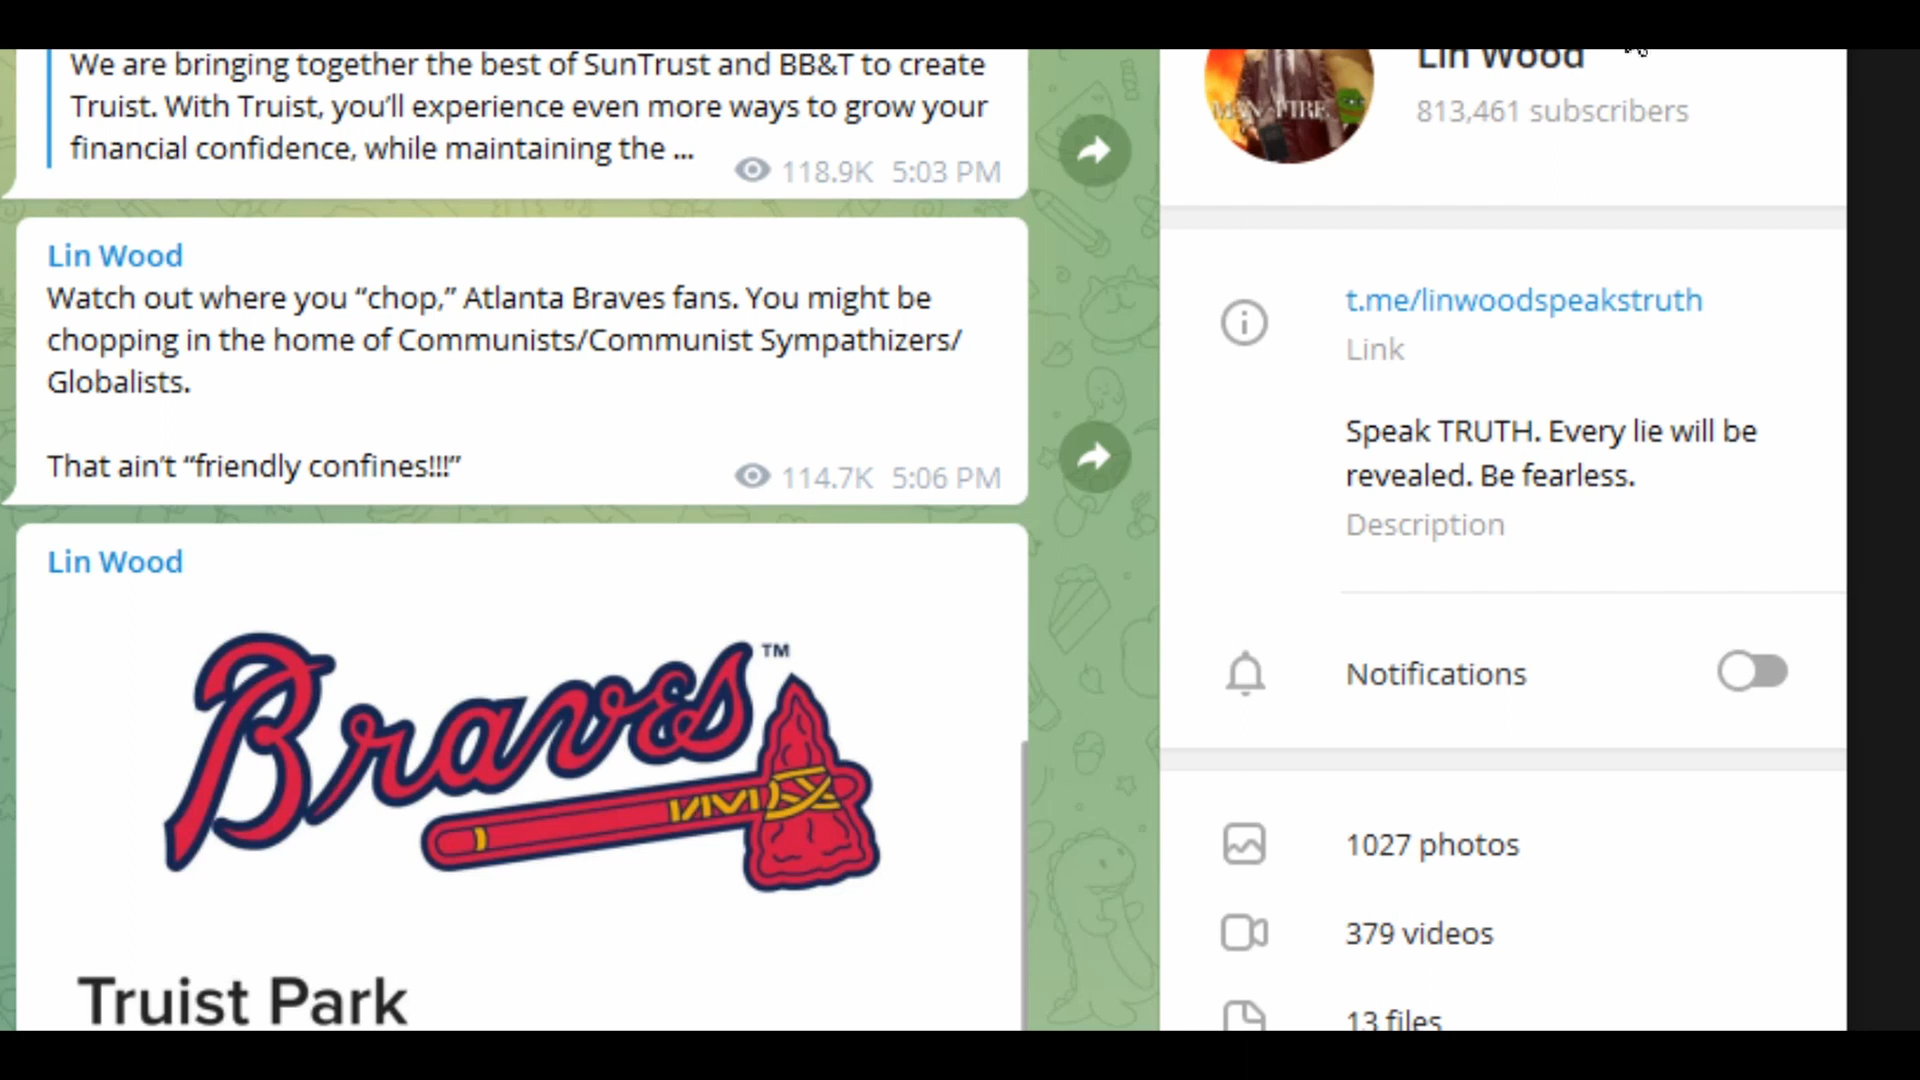 We are bringing together the best of SunTrust and BB&T to create
Truist. With Truist, you’ll experience even more ways to grow your
financial confidence, while maintaining the ...
118.9K 5:03 PM
Lin Wood
Watch out where you “chop,” Atlanta Braves fans. You might be
chopping in the home of Communists/Communist Sympathizers/
Globalists.
That ain’t “friendly confines!!!”
114.7K 5:06 PM
Lin Wood
Braves™
Truist Park
Lin Wood
813,461 subscribers
MAN FIRE
t.me/linwoodspeakstruth
Link
Speak TRUTH. Every lie will be
revealed. Be fearless.
Description
Notifications
1027 photos
379 videos
13 files